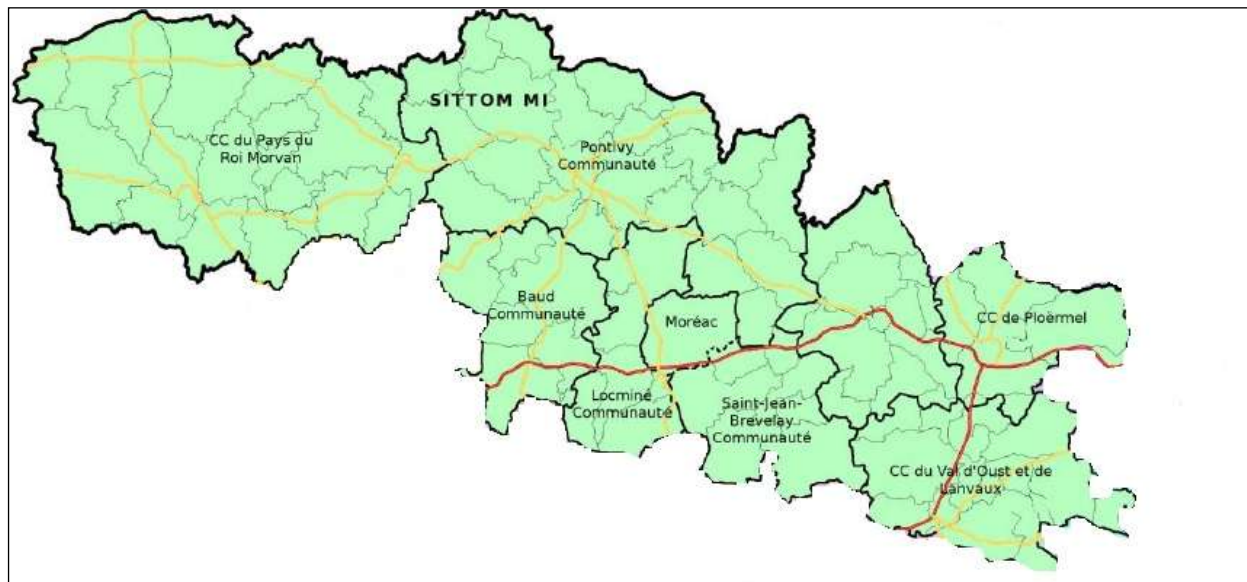 SITTOM MI
CC du Pays du
Roi Morvan
Pontivy
Communauté
Baud
Communauté
Moréac
CC de Ploërmel
Locminé
Communauté
Saint-Jean-
Brevelay
Communauté
CC du Val d'Oust et de
Lanvaux